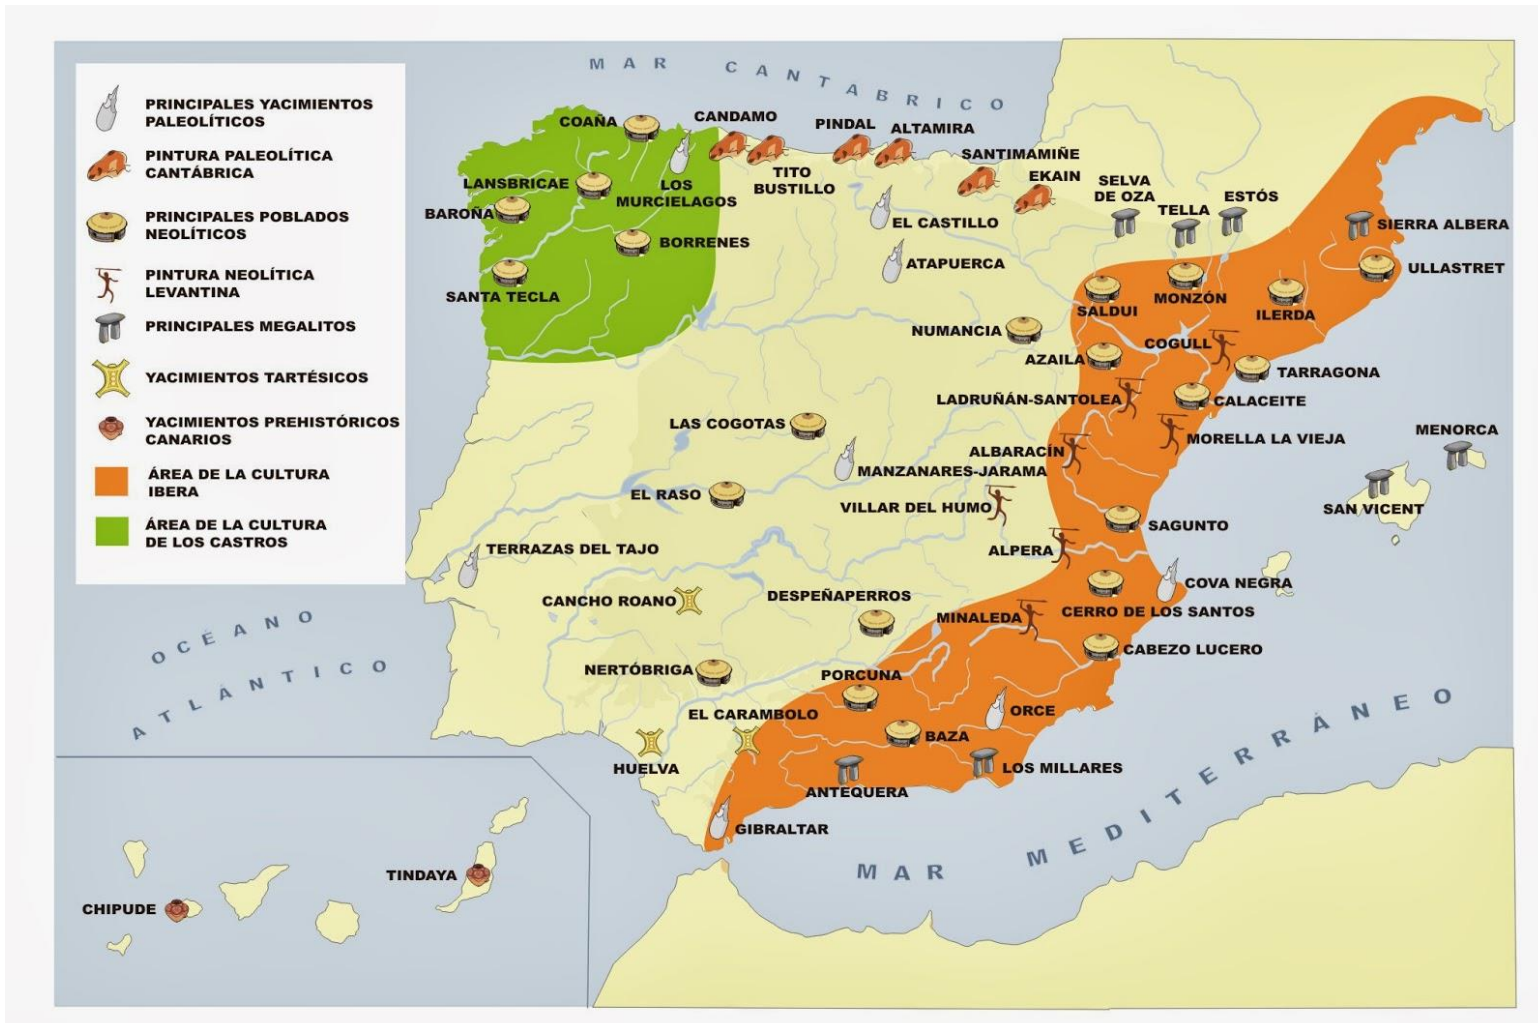 MAR CANTÁBRICO
PRINCIPALES YACIMIENTOS
PALEOLÍTICOS
PINTURA PALEOLÍTICA
CANTÁBRICA
PRINCIPALES POBLADOS
NEOLÍTICOS
PINTURA NEOLÍTICA
LEVANTINA
PRINCIPALES MEGALITOS
YACIMIENTOS TARTÉSICOS
YACIMIENTOS PREHISTÓRICOS
CANARIOS
ÁREA DE LA CULTURA
IBERA
ÁREA DE LA CULTURA
DE LOS CASTROS
COAÑA
CANDAMO
PINDAL
ALTAMIRA
TITO
BUSTILLO
SANTIMAMIÑE
EKAIN
LANSBRICAE
LOS
MURCIELAGOS
BAROÑA
BORRENES
SANTA TECLA
EL CASTILLO
ATAPUERCA
SELVA
DE OZA
TELLA
ESTÓS
SIERRA ALBERA
ULLASTRET
SALDUI
MONZÓN
ILERDA
NUMANCIA
AZAILA
COGULL
TARRAGONA
LADRUÑÁN-SANTOLEA
CALACEITE
LAS COGOTAS
ALBARACÍN
MORELLA LA VIEJA
MENORCA
MANZANARES-JARAMA
EL RASO
VILLAR DEL HUMO
SAN VICENT
SAGUNTO
TERRAZAS DEL TAJO
ALPERA
COVA NEGRA
CANCHO ROANO
DESPEÑAPERROS
CERRO DE LOS SANTOS
MINALEDA
CABEZO LUCERO
NERTÓBRIGA
PORCUNA
EL CARAMBOLO
ORCE
BAZA
HUELVA
LOS MILLARES
ANTEQUERA
GIBRALTAR
OCÉANO
ATLÁNTICO
MAR MEDITERRÁNEO
TINDAYA
CHIPUDE